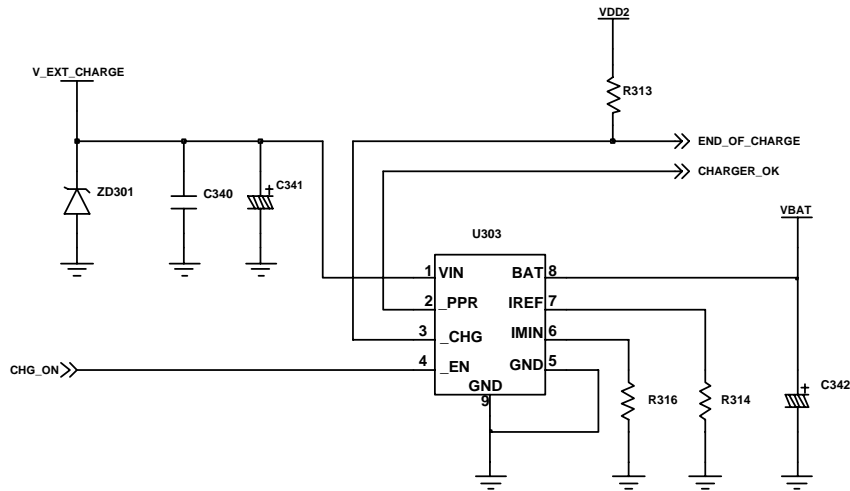 VDD2
V_EXT_CHARGE
R313
END_OF_CHARGE
CHARGER_OK
ZD301
C340
+
C341
VBAT
U303
1 VIN BAT 8
2 _PPR IREF 7
3 _CHG IMIN 6
4 _EN GND 5
GND
9
CHG_ON
R316
R314
+
C342